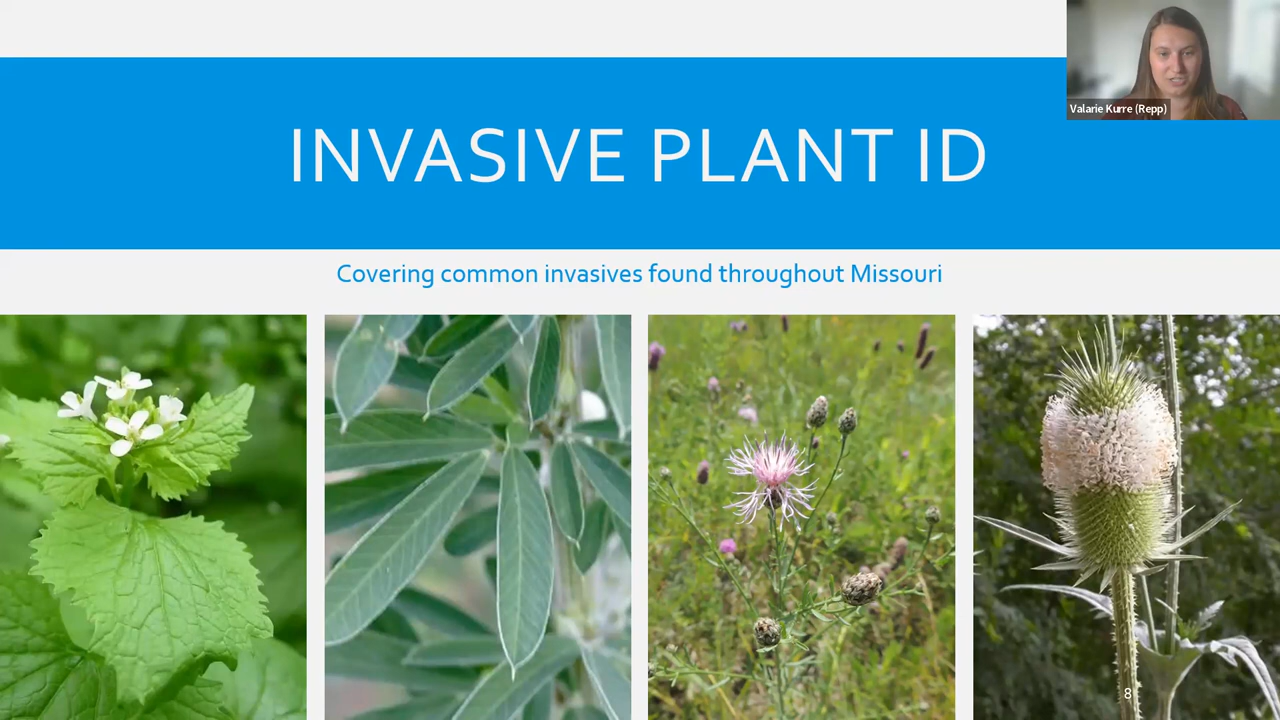 INVASIVE PLANT ID
Valarie Kurre (Repp)
Covering common invasives found throughout Missouri
8